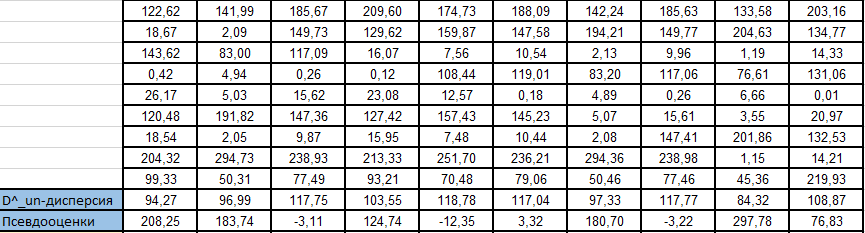 122,62 141,99 185,67 209,60 174,73 188,09 142,24 185,63 133,58 203,16
18,67 2,09 149,73 129,62 159,87 147,58 194,21 149,77 204,63 134,77
143,62 83,00 117,09 16,07 7,56 10,54 2,13 9,96 1,19 14,33
0,42 4,94 0,26 0,12 108,44 119,01 83,20 117,06 76,61 131,06
26,17 5,03 15,62 23,08 12,57 0,18 4,89 0,26 6,66 0,01
120,48 191,82 147,36 127,42 157,43 145,23 5,07 15,61 3,55 20,97
18,54 2,05 9,87 15,95 7,48 10,44 2,08 147,41 201,86 132,53
204,32 294,73 238,93 213,33 251,70 236,21 294,36 238,98 1,15 14,21
99,33 50,31 77,49 93,21 70,48 79,06 50,46 77,46 45,36 219,93
D^_un-дисперсия 94,27 96,99 117,75 103,55 118,78 117,04 97,33 117,77 84,32 108,87
Псевдооценки 208,25 183,74 -3,11 124,74 -12,35 3,32 180,70 -3,22 297,78 76,83